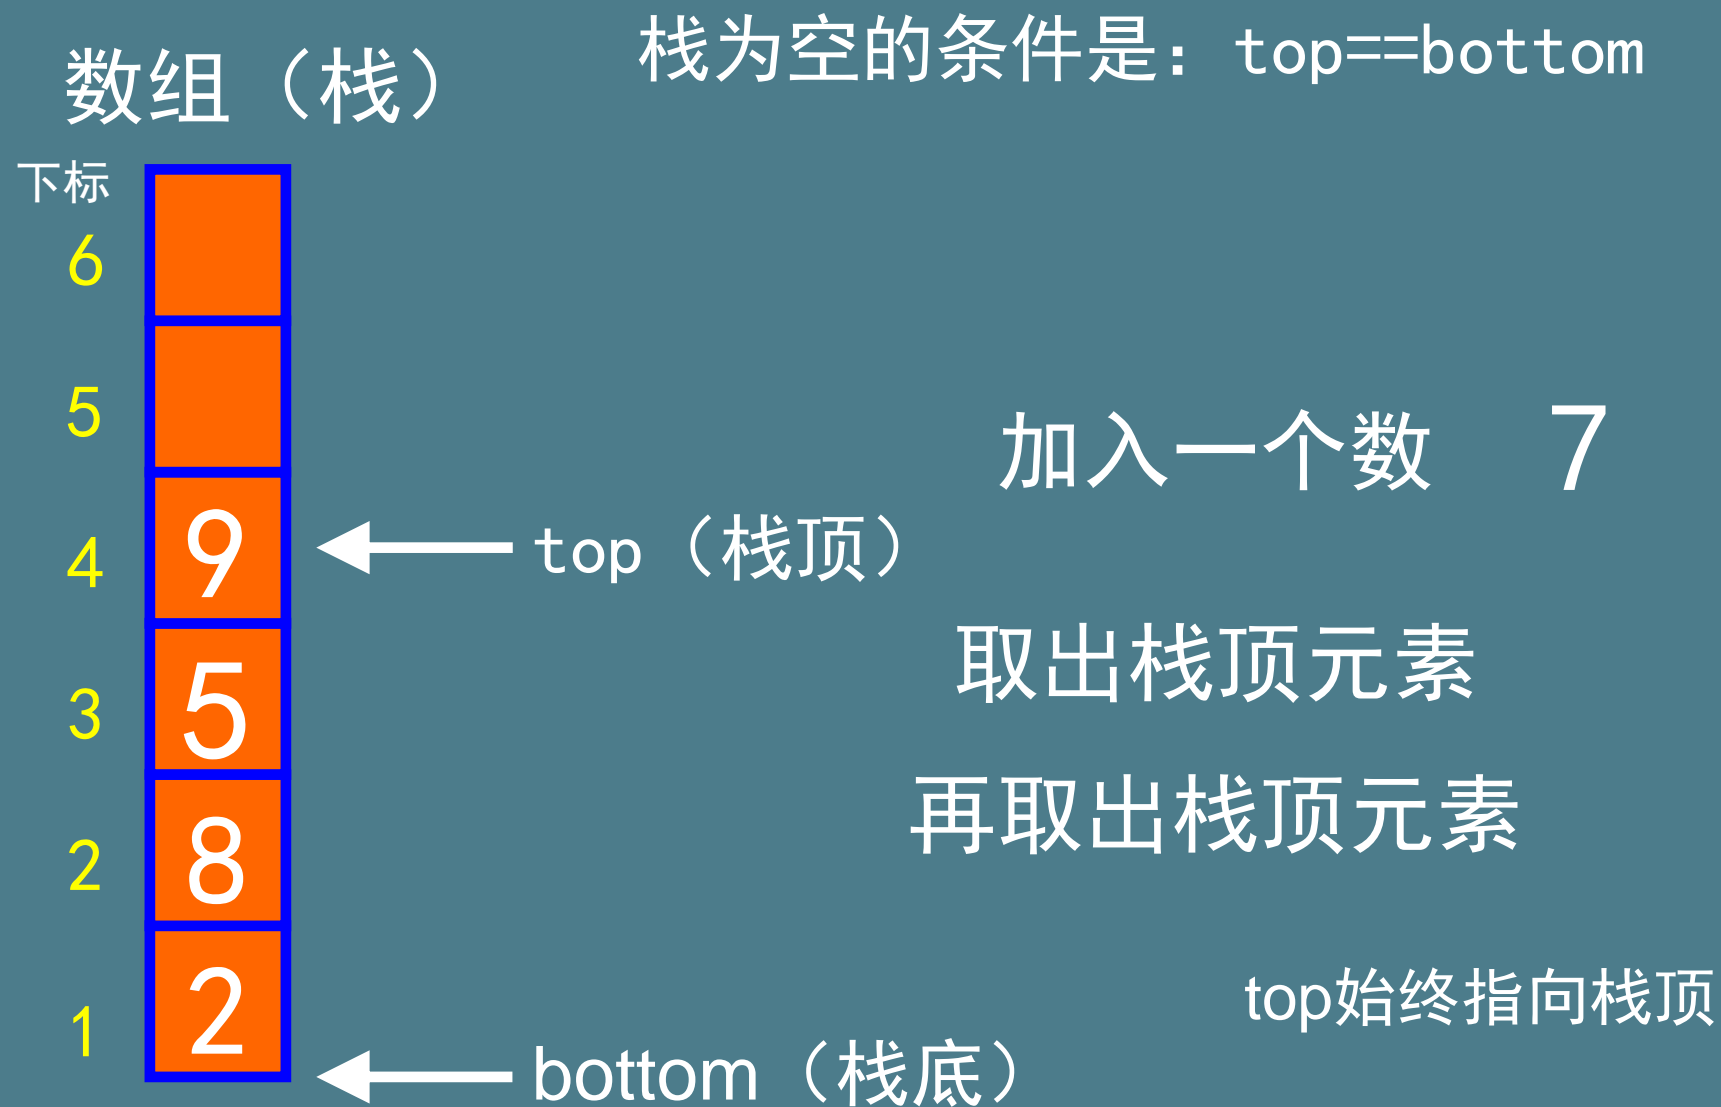 栈为空的条件是：top==bottom
数组（栈）
下标
6
5
加入一个数 7
4 9 top（栈顶）
取出栈顶元素
3 5
再取出栈顶元素
2 8
top始终指向栈顶
1 2
bottom（栈底）